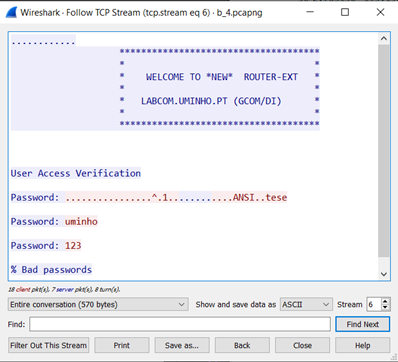 Wireshark · Follow TCP Stream (tcp.stream eq 6) · b_4.pcapng
............
************************************
* *
* WELCOME TO *NEW* ROUTER-EXT *
* *
* LABCOM.UMINHO.PT (GCOM/DI) *
* *
************************************
User Access Verification
Password: ................^.1............ANSI..tese
Password: uminho
Password: 123
% Bad passwords
18 client pkt(s), 7 server pkt(s), 8 turn(s).
Entire conversation (570 bytes) Show and save data as ASCII Stream 6
Find: Find Next
Filter Out This Stream Print Save as... Back Close Help